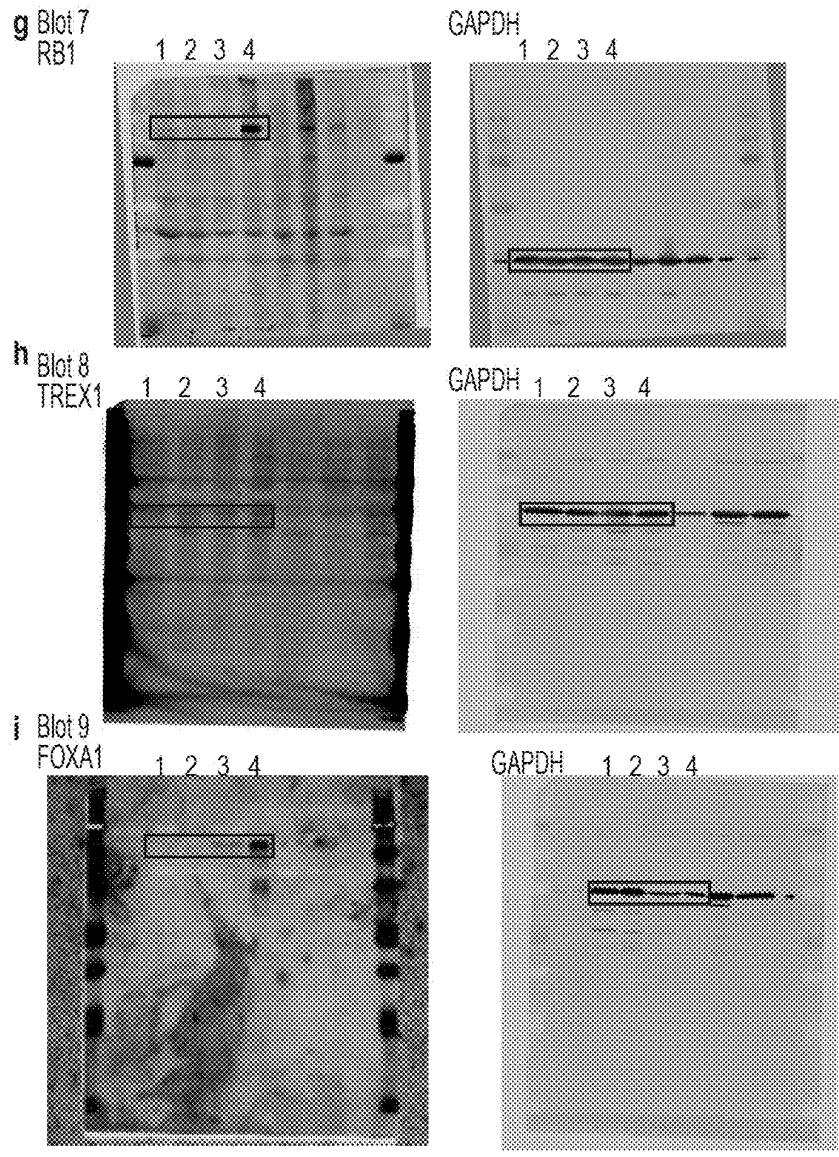 g Blot 7 GAPDH
RB1 1 2 3 4 1 2 3 4
h Blot 8 GAPDH
TREX1 1 2 3 4 1 2 3 4
i Blot 9
FOXA1 1 2 3 4 GAPDH 1 2 3 4